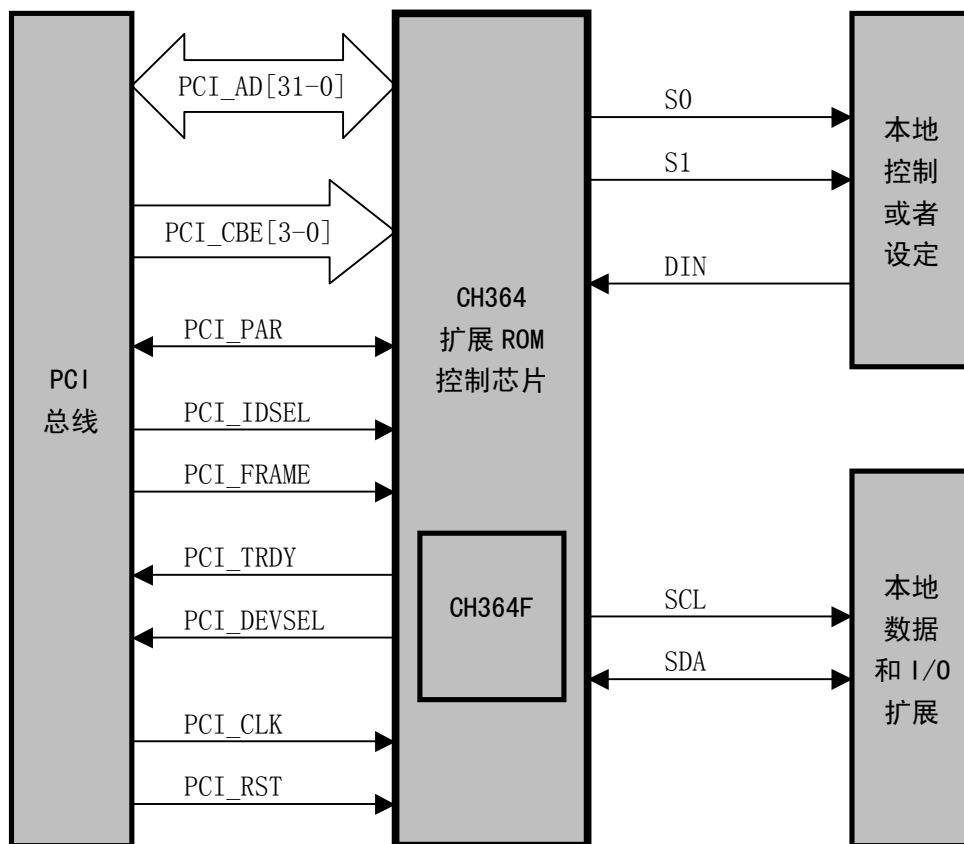 PCI
总线
PCI_AD[31-0]
PCI_CBE[3-0]
PCI_PAR
PCI_IDSEL
PCI_FRAME
PCI_TRDY
PCI_DEVSEL
PCI_CLK
PCI_RST
CH364
扩展 ROM
控制芯片
CH364F
S0
S1
DIN
SCL
SDA
本地
控制
或者
设定
本地
数据
和 I/O
扩展